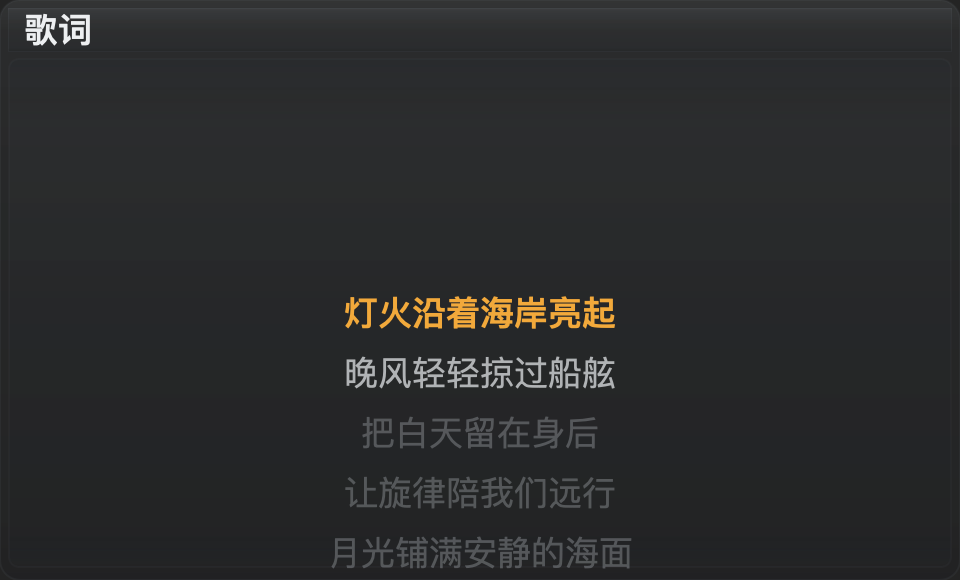 歌词
灯火沿着海岸亮起
晚风轻轻掠过船舷
把白天留在身后
让旋律陪我们远行
月光铺满安静的海面